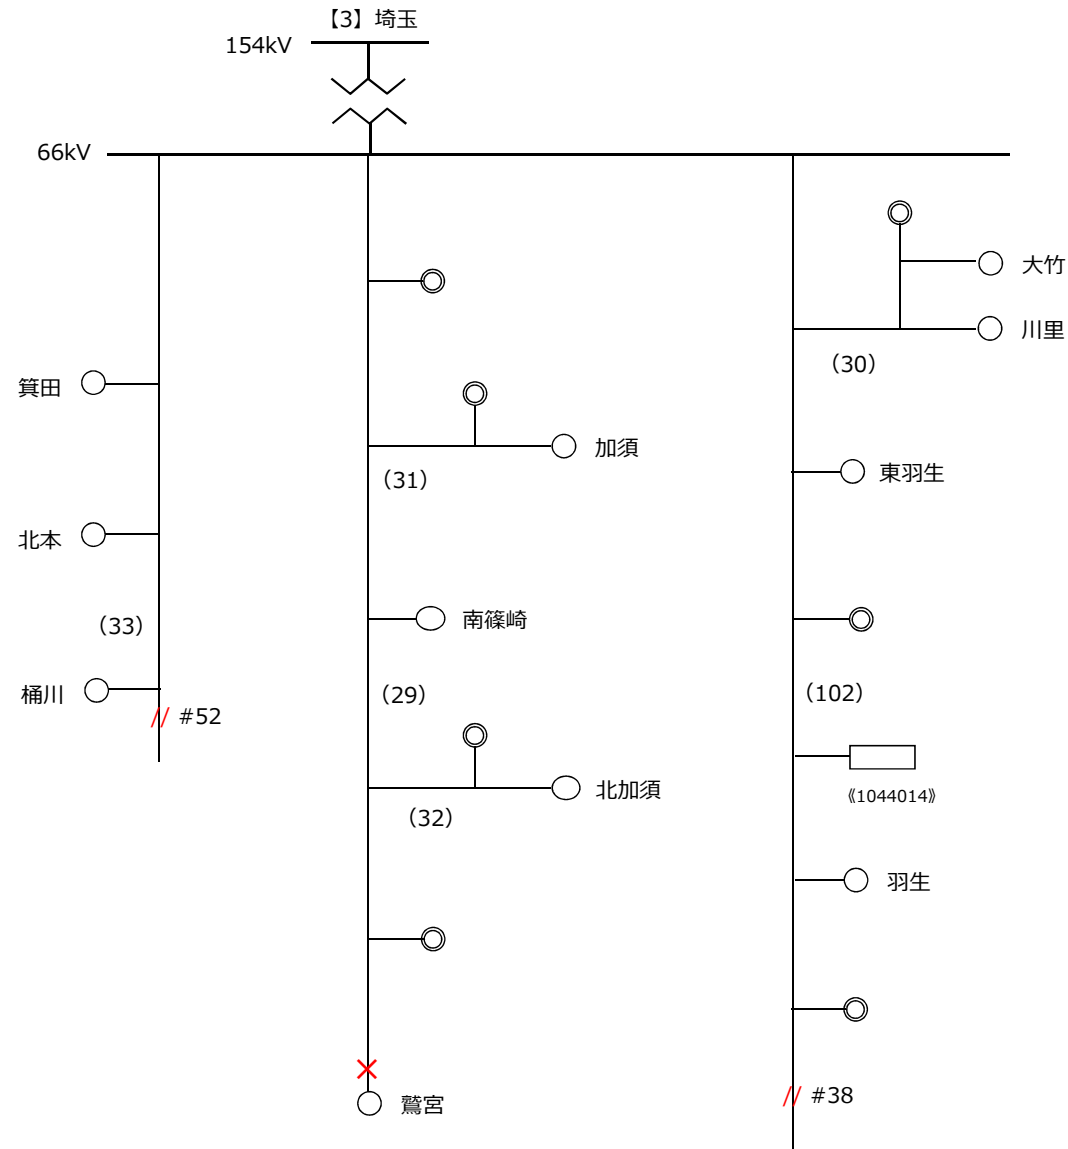 【3】埼玉
154kV
66kV
大竹
川里
（30）
箕田
加須
（31）
東羽生
北本
（33）
南篠崎
桶川
（29）
（102）
#52
北加須
《1044014》
（32）
羽生
#38
鷲宮